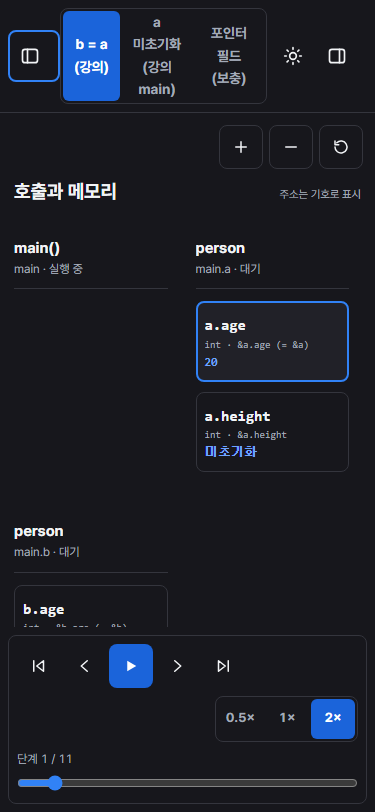 b = a
(강의)
a
미초기화
(강의
main)
포인터
필드
(보충)
호출과 메모리
주소는 기호로 표시
main()
main · 실행 중
person
main.a · 대기
a.age
int · &a.age (= &a)
20
a.height
int · &a.height
미초기화
person
main.b · 대기
b.age
0.5×
1×
2×
단계 1 / 11